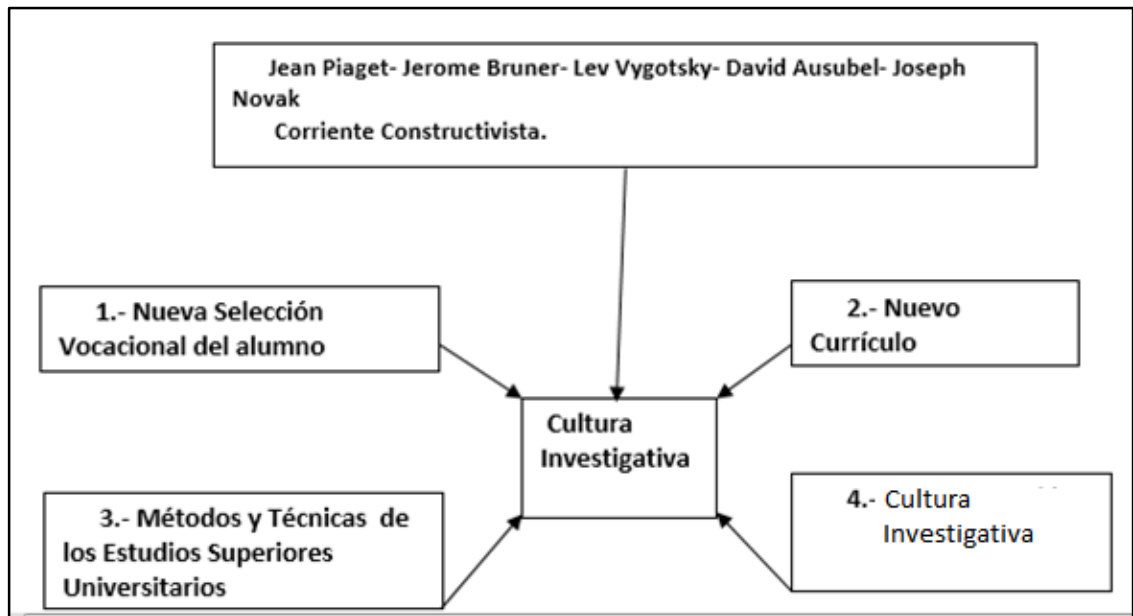 Jean Piaget- Jerome Bruner- Lev Vygotsky- David Ausubel- Joseph
Novak
Corriente Constructivista.
1.- Nueva Selección
Vocacional del alumno
2.- Nuevo
Currículo
Cultura
Investigativa
3.- Métodos y Técnicas de
los Estudios Superiores
Universitarios
4.- Cultura
Investigativa